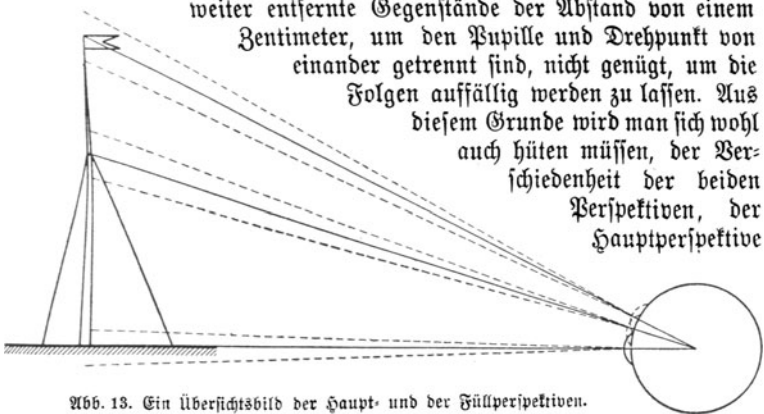 weiter entfernte Gegenstände der Abstand von einem
Zentimeter, um den Pupille und Drehpunkt von
einander getrennt sind, nicht genügt, um die
Folgen auffällig werden zu lassen. Aus
diesem Grunde wird man sich wohl
auch hüten müssen, der Ver-
schiedenheit der beiden
Perspektiven, der
Hauptperspektive
Abb. 13. Ein Übersichtsbild der Haupt- und der Füllperspektiven.